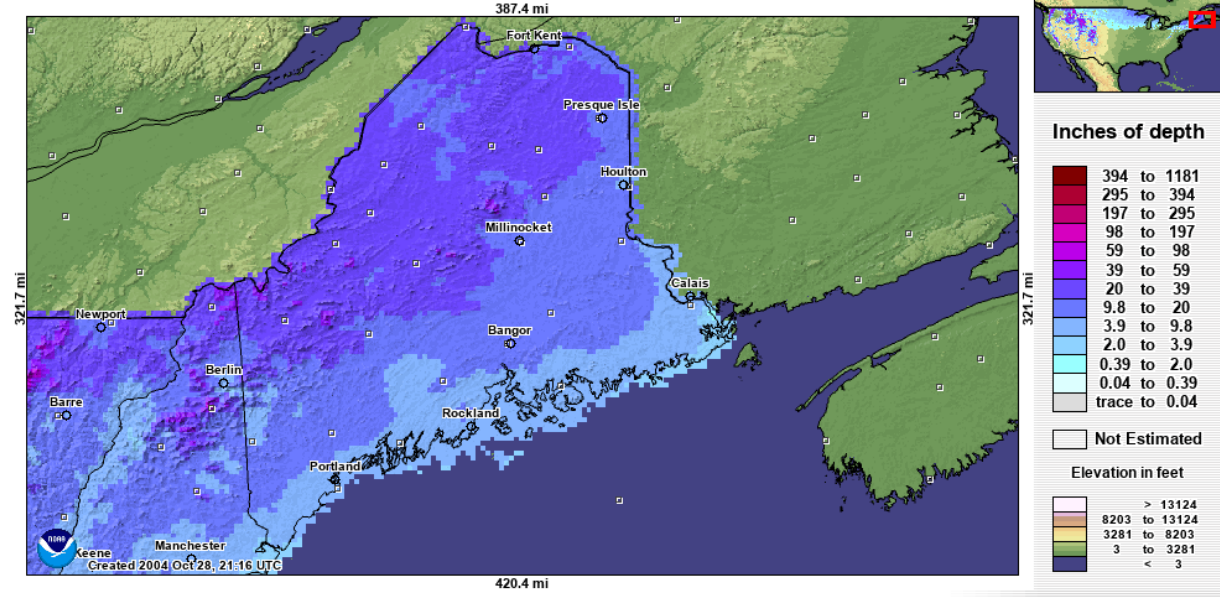 387.4 mi
Fort Kent
Presque Isle
Houlton
Millinocket
321.7 mi
321.7 mi
Calais
Newport
Bangor
Berlin
Barre
Rockland
Portland
NOAA
Keene
Manchester
Created 2004 Oct 28, 21:16 UTC
420.4 mi
Inches of depth
394 to 1181
295 to 394
197 to 295
98 to 197
59 to 98
39 to 59
20 to 39
9.8 to 20
3.9 to 9.8
2.0 to 3.9
0.39 to 2.0
0.04 to 0.39
trace to 0.04
Not Estimated
Elevation in feet
> 13124
8203 to 13124
3281 to 8203
3 to 3281
< 3